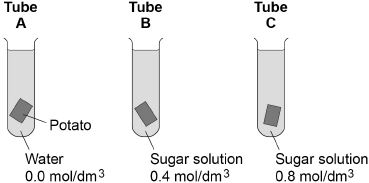 Tube
A
Tube
B
Tube
C
Potato
Water
0.0 mol/dm³
Sugar solution
0.4 mol/dm³
Sugar solution
0.8 mol/dm³